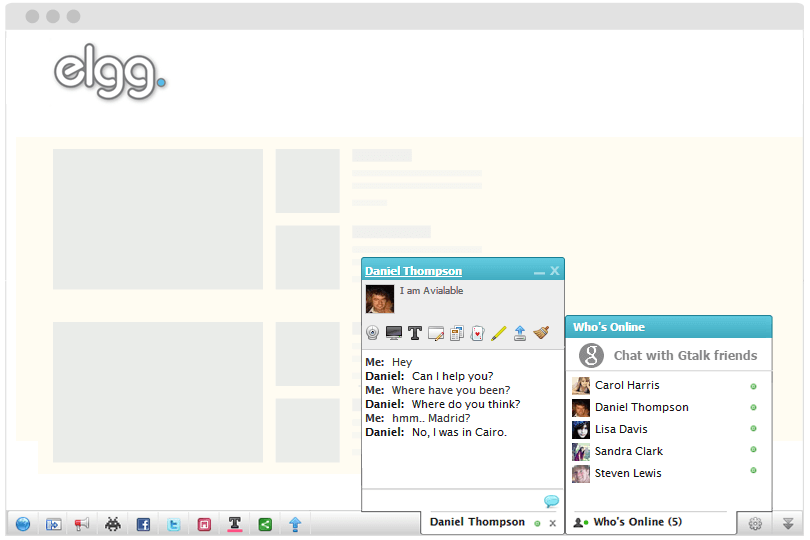 elgg.
Daniel Thompson
I am Avialable
Me: Hey
Daniel: Can I help you?
Me: Where have you been?
Daniel: Where do you think?
Me: hmm.. Madrid?
Daniel: No, I was in Cairo.
Who's Online
g Chat with Gtalk friends
Carol Harris
Daniel Thompson
Lisa Davis
Sandra Clark
Steven Lewis
Daniel Thompson x
Who's Online (5)